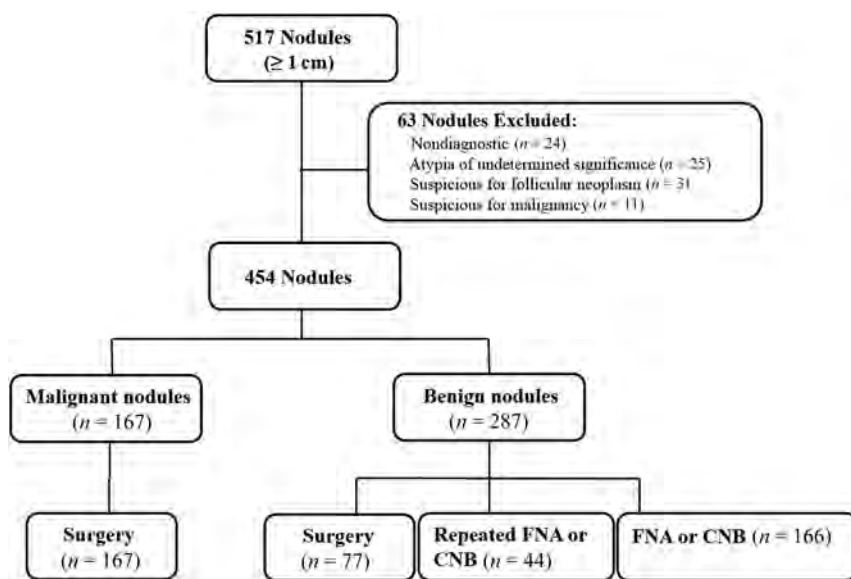 517 Nodules
(≥ 1 cm)
63 Nodules Excluded:
Nondiagnostic (n = 24)
Atypia of undetermined significance (n = 25)
Suspicious for follicular neoplasm (n = 3)
Suspicious for malignancy (n = 11)
454 Nodules
Malignant nodules
(n = 167)
Benign nodules
(n = 287)
Surgery
(n = 167)
Surgery
(n = 77)
Repeated FNA or
CNB (n = 44)
FNA or CNB (n = 166)